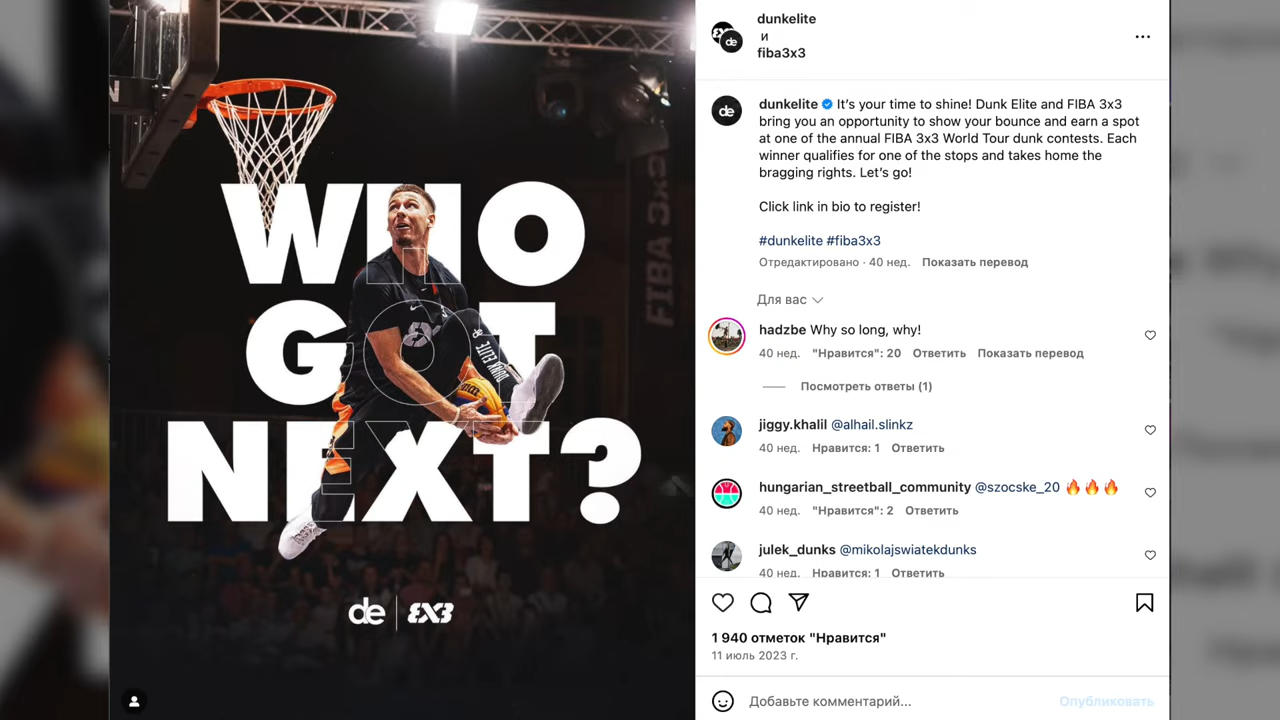 WHO
GOT
NEXT?
FIBA 3x3
DUNK ELITE
de
3X3
dunkelite
и
fiba3x3
de
dunkelite It's your time to shine! Dunk Elite and FIBA 3x3
bring you an opportunity to show your bounce and earn a spot
at one of the annual FIBA 3x3 World Tour dunk contests. Each
winner qualifies for one of the stops and takes home the
bragging rights. Let's go!
Click link in bio to register!
#dunkelite #fiba3x3
Отредактировано · 40 нед. Показать перевод
Для вас
hadzbe Why so long, why!
40 нед. "Нравится": 20 Ответить Показать перевод
Посмотреть ответы (1)
jiggy.khalil @alhail.slinkz
40 нед. Нравится: 1 Ответить
hungarian_streetball_community @szocske_20 🔥🔥🔥
40 нед. "Нравится": 2 Ответить
julek_dunks @mikolajswiatekdunks
40 нед. Нравится: 1 Ответить
1 940 отметок "Нравится"
11 июль 2023 г.
Добавьте комментарий... Опубликовать